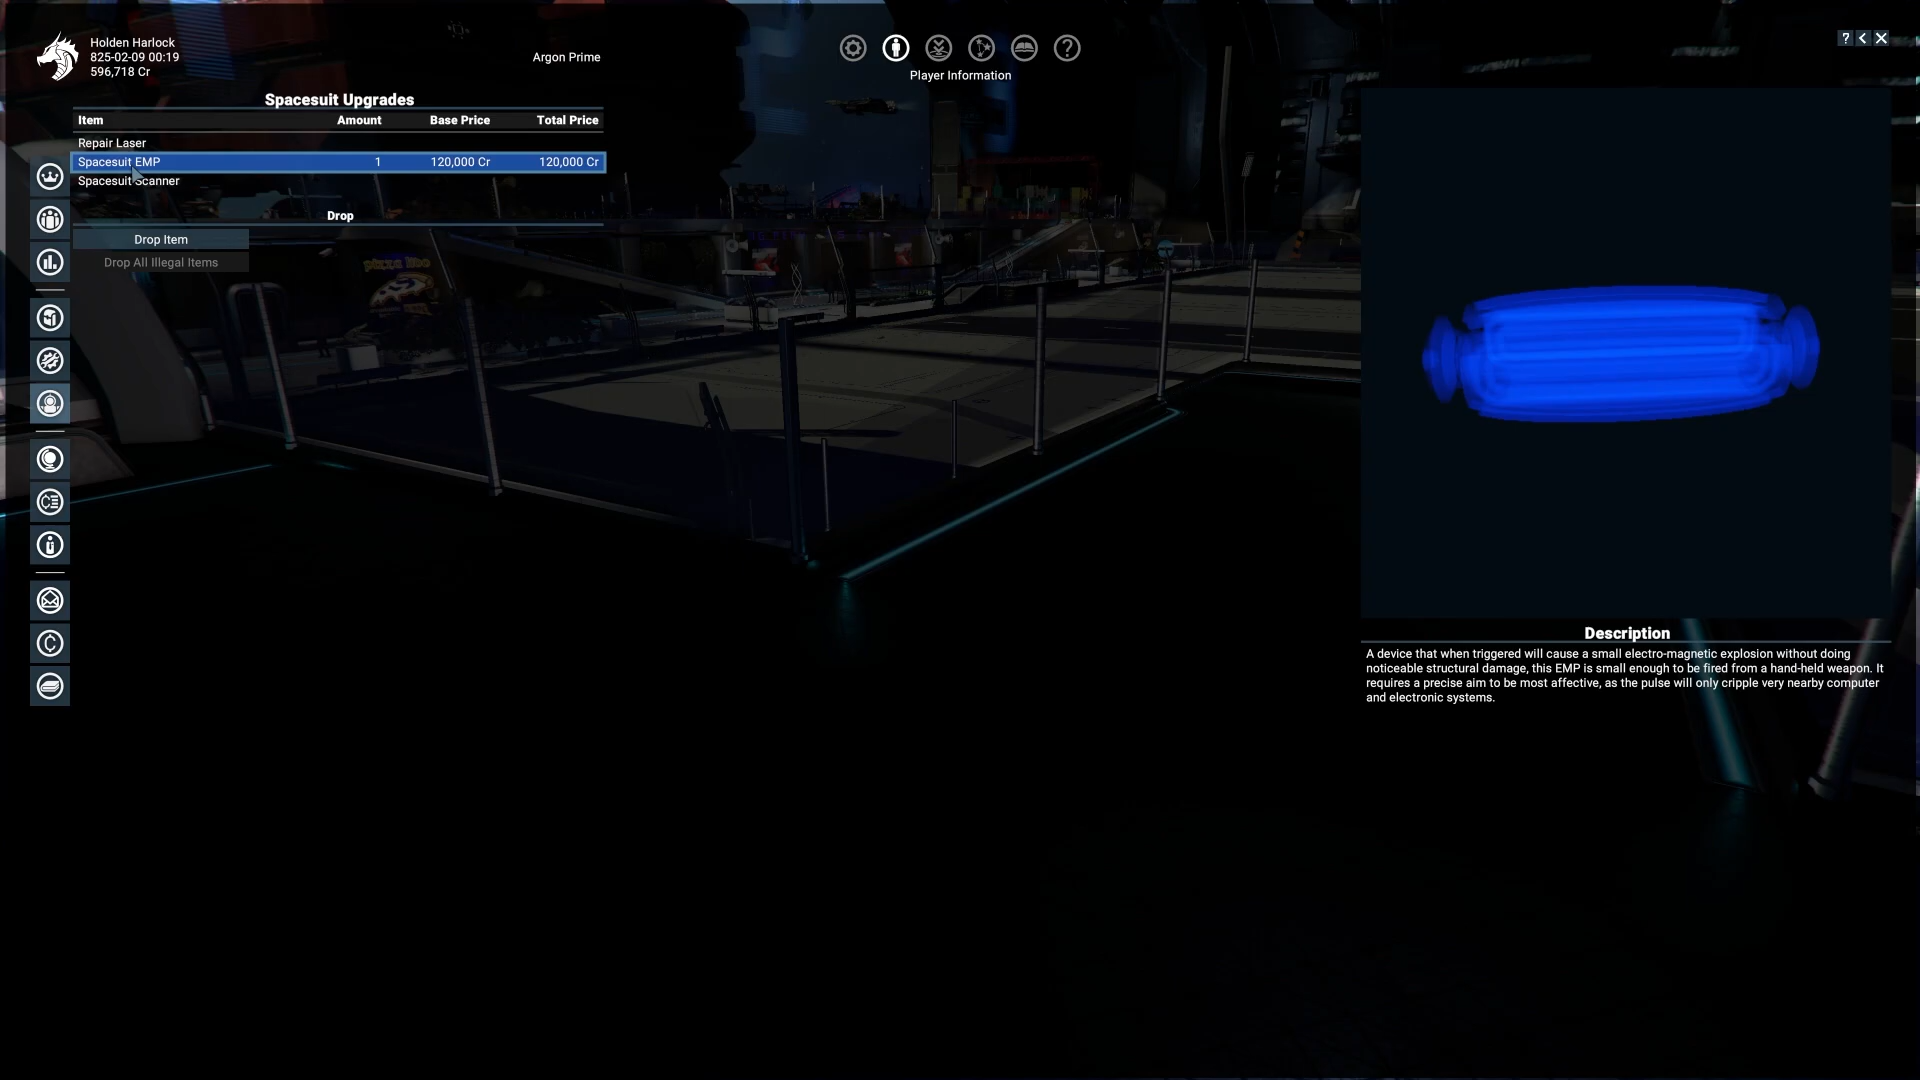 Holden Harlock
825-02-09 00:19
596,718 Cr
Argon Prime
Player Information
?
Spacesuit Upgrades
Item Amount Base Price Total Price
Repair Laser
Spacesuit EMP 1 120,000 Cr 120,000 Cr
Spacesuit Scanner
Drop
Drop Item
Drop All Illegal Items
Description
A device that when triggered will cause a small electro-magnetic explosion without doing
noticeable structural damage, this EMP is small enough to be fired from a hand-held weapon. It
requires a precise aim to be most affective, as the pulse will only cripple very nearby computer
and electronic systems.